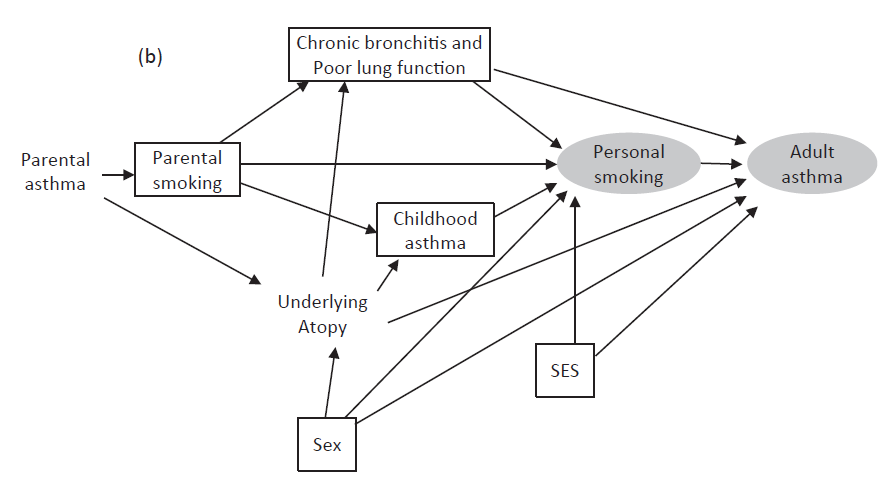 (b)
Chronic bronchitis and
Poor lung function
Parental
asthma
Parental
smoking
Personal
smoking
Adult
asthma
Childhood
asthma
Underlying
Atopy
SES
Sex